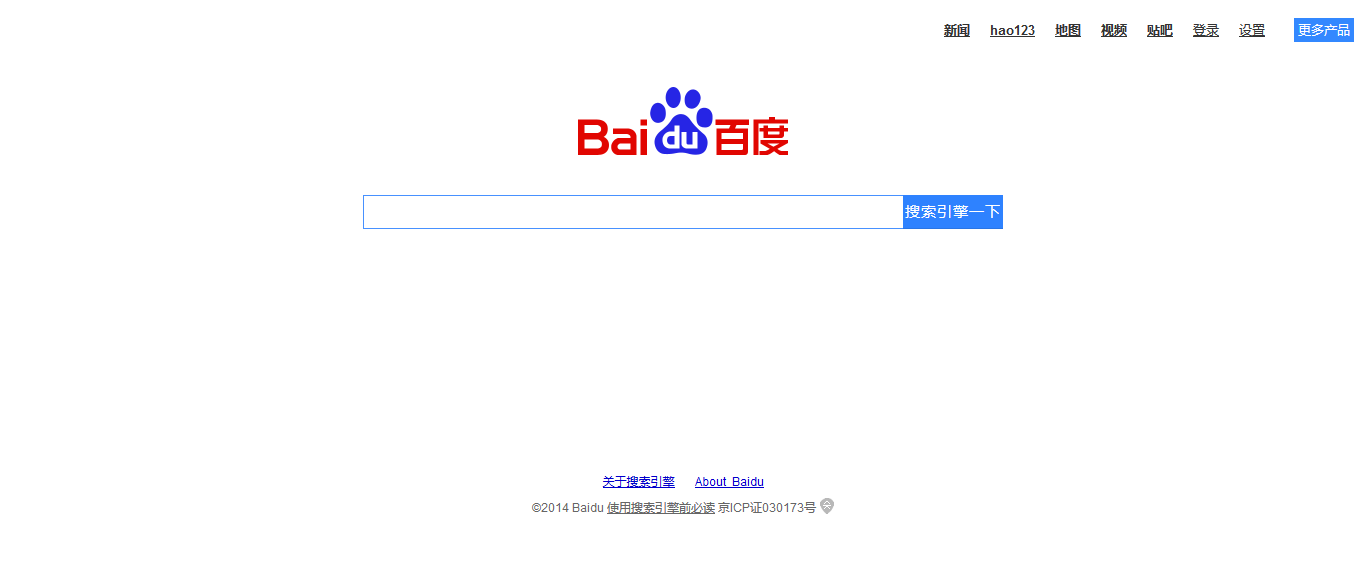 新闻 hao123 地图 视频 贴吧 登录 设置 更多产品
Bai du 百度
搜索引擎一下
关于搜索引擎 About Baidu
©2014 Baidu 使用搜索引擎前必读 京ICP证030173号